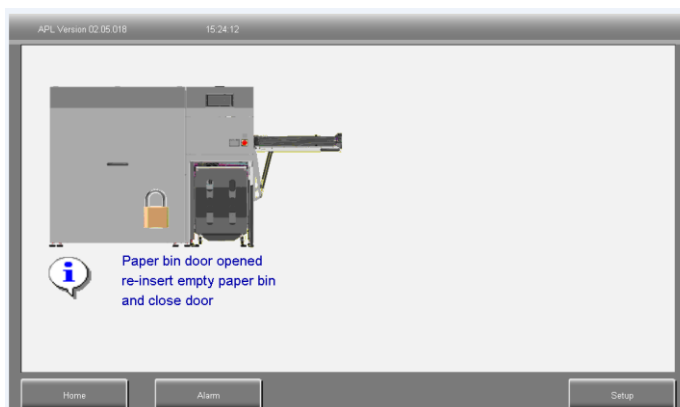 APL Version 02.05.018 15:24:12
Paper bin door opened
re-insert empty paper bin
and close door
Home Alarm Setup